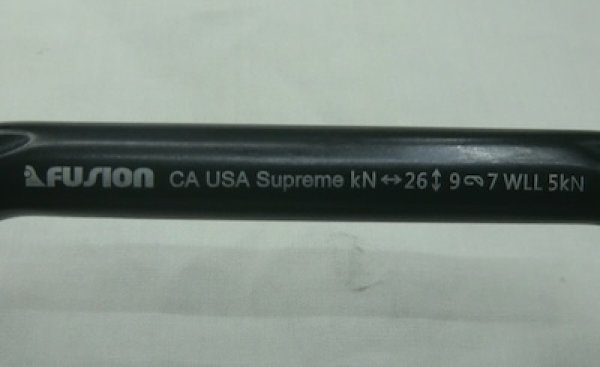 FUSION CA USA Supreme kN ↔ 26 ↕ 9 7 WLL 5kN